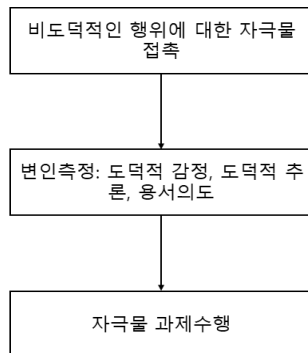 비도덕적인 행위에 대한 자극물
접촉
변인측정: 도덕적 감정, 도덕적 추
론, 용서의도
자극물 과제수행